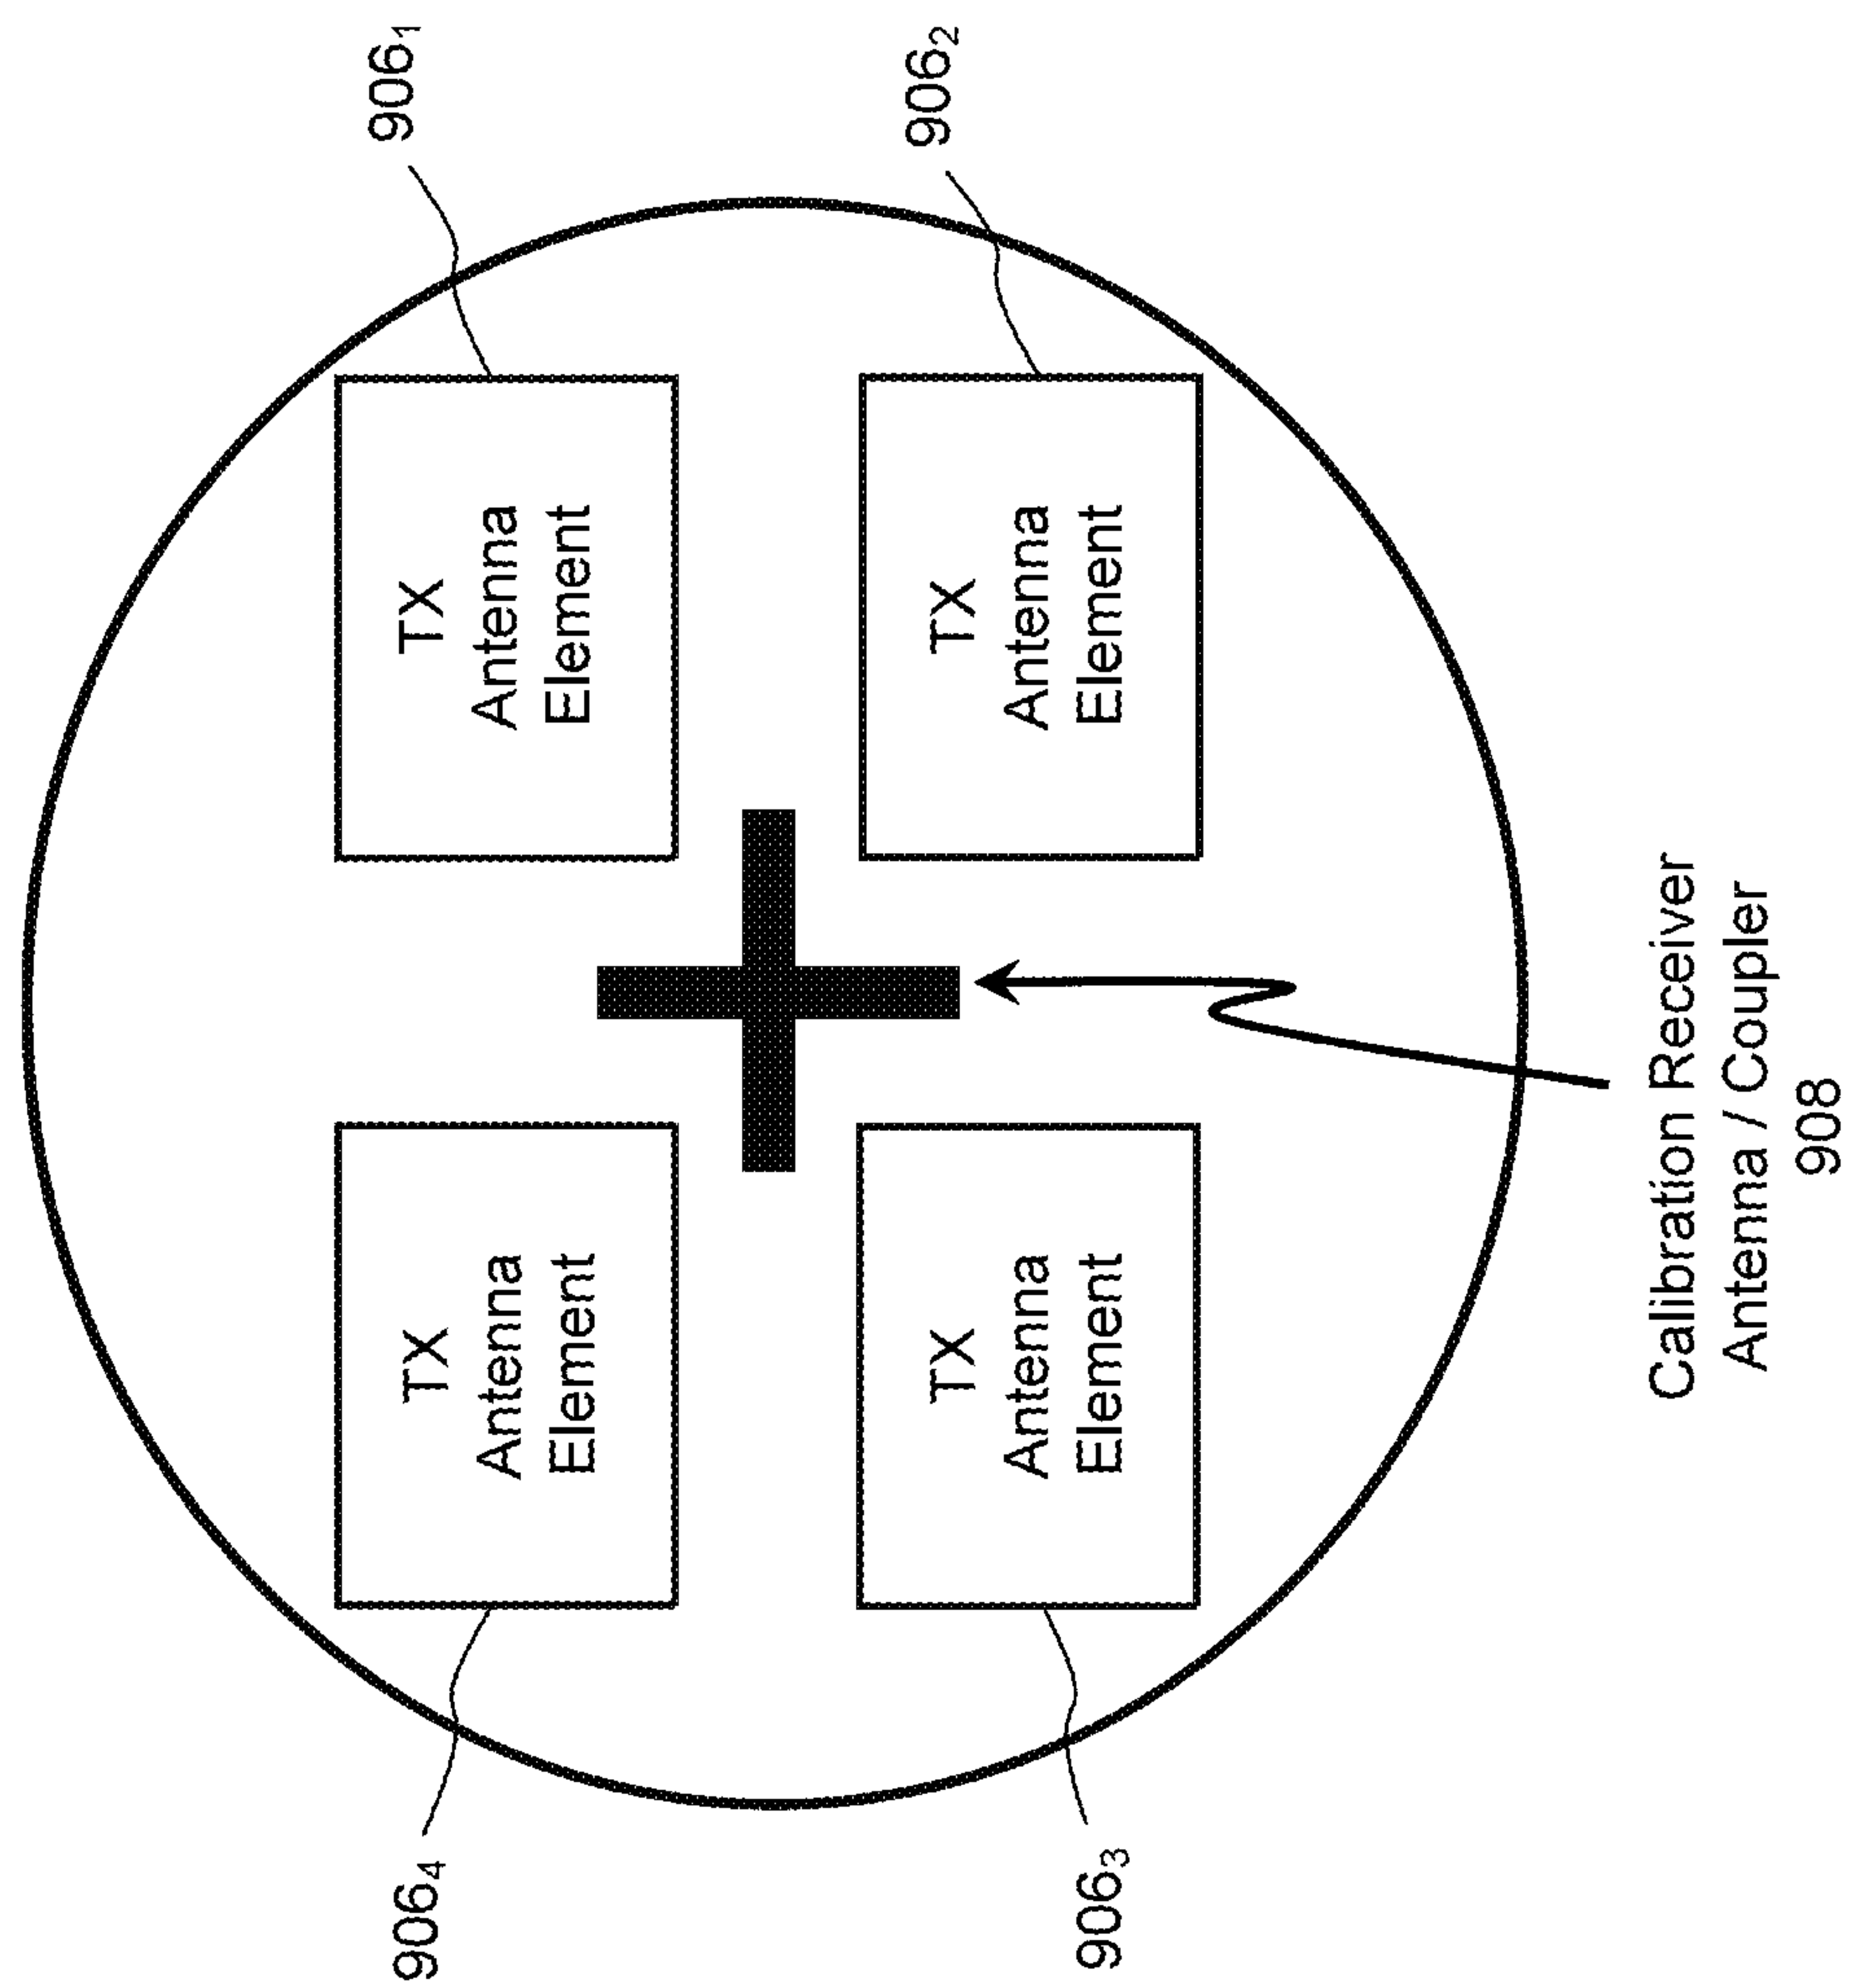 906₄
906₁
TX
Antenna
Element
TX
Antenna
Element
TX
Antenna
Element
TX
Antenna
Element
906₃
906₂
Calibration Receiver
Antenna / Coupler
908